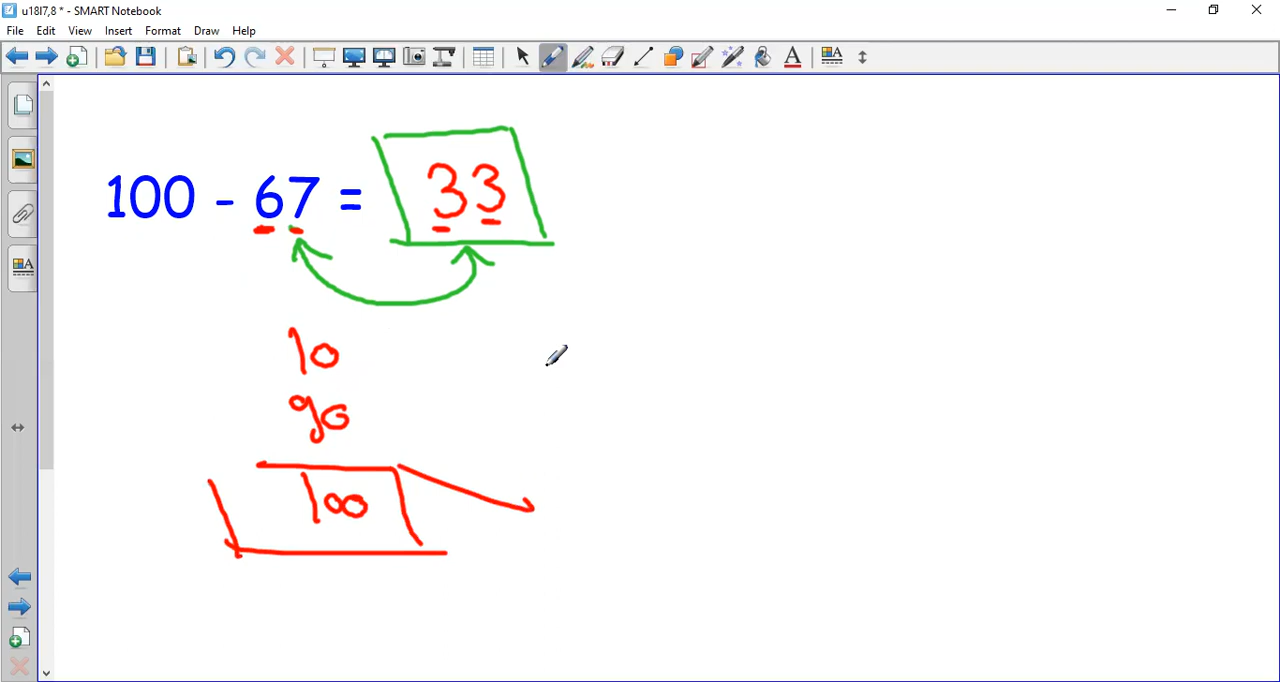 u18l7,8 * - SMART Notebook
File Edit View Insert Format Draw Help
100 - 67 = 33
10
90
100